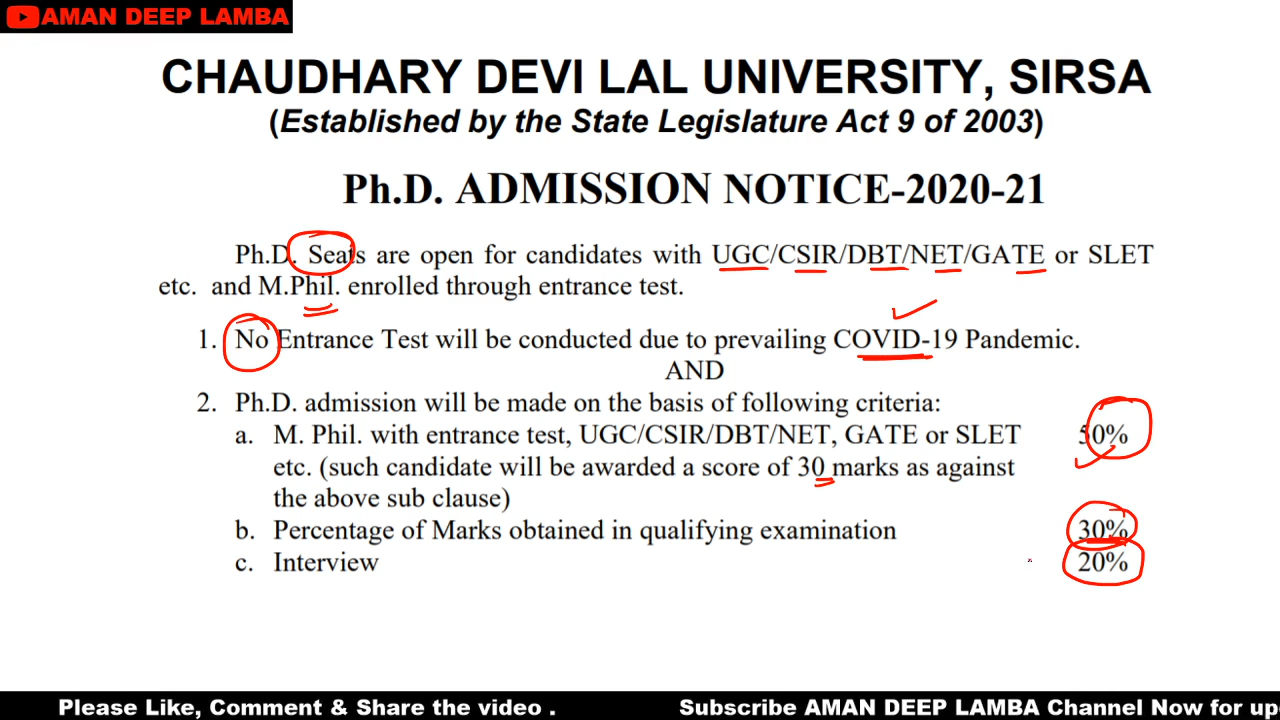 AMAN DEEP LAMBA
CHAUDHARY DEVI LAL UNIVERSITY, SIRSA
(Established by the State Legislature Act 9 of 2003)
Ph.D. ADMISSION NOTICE-2020-21
Ph.D. Seats are open for candidates with UGC/CSIR/DBT/NET/GATE or SLET
etc. and M.Phil. enrolled through entrance test.
1. No Entrance Test will be conducted due to prevailing COVID-19 Pandemic.
AND
2. Ph.D. admission will be made on the basis of following criteria:
a. M. Phil. with entrance test, UGC/CSIR/DBT/NET, GATE or SLET 50%
etc. (such candidate will be awarded a score of 30 marks as against
the above sub clause)
b. Percentage of Marks obtained in qualifying examination 30%
c. Interview 20%
Please Like, Comment & Share the video . Subscribe AMAN DEEP LAMBA Channel Now for up